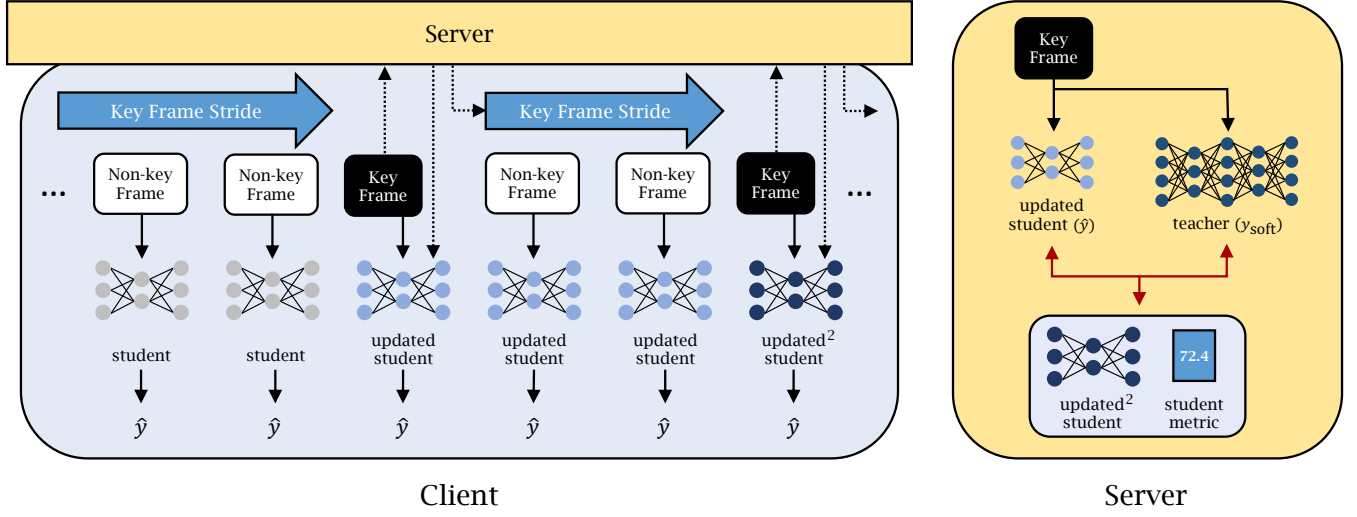 Server
Key Frame Stride
Key Frame Stride
...
Non-key
Frame
Non-key
Frame
Key
Frame
Non-key
Frame
Non-key
Frame
Key
Frame
...
student
student
updated
student
updated
student
updated
student
updated²
student
ŷ
ŷ
ŷ
ŷ
ŷ
ŷ
Client
Key
Frame
updated
student (ŷ)
teacher (y_soft)
72.4
updated²
student
student
metric
Server